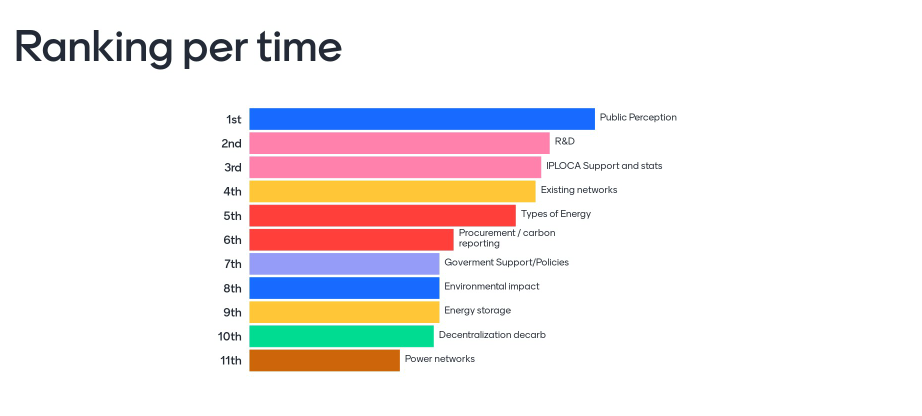 Ranking per time
1st Public Perception
2nd R&D
3rd IPLOCA Support and stats
4th Existing networks
5th Types of Energy
6th Procurement / carbon
reporting
7th Goverment Support/Policies
8th Environmental impact
9th Energy storage
10th Decentralization decarb
11th Power networks